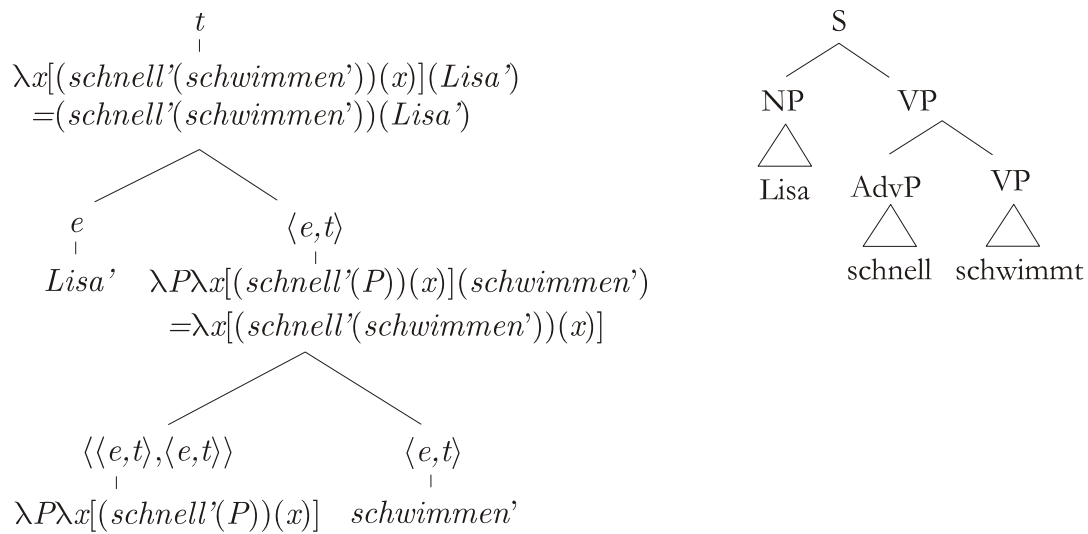 t
λx[(schnell’(schwimmen’))(x)](Lisa’)
=(schnell’(schwimmen’))(Lisa’)
e
⟨e,t⟩
Lisa’
λPλx[(schnell’(P))(x)](schwimmen’)
=λx[(schnell’(schwimmen’))(x)]
⟨⟨e,t⟩,⟨e,t⟩⟩
⟨e,t⟩
λPλx[(schnell’(P))(x)]
schwimmen’
S
NP
VP
Lisa
AdvP
VP
schnell
schwimmt